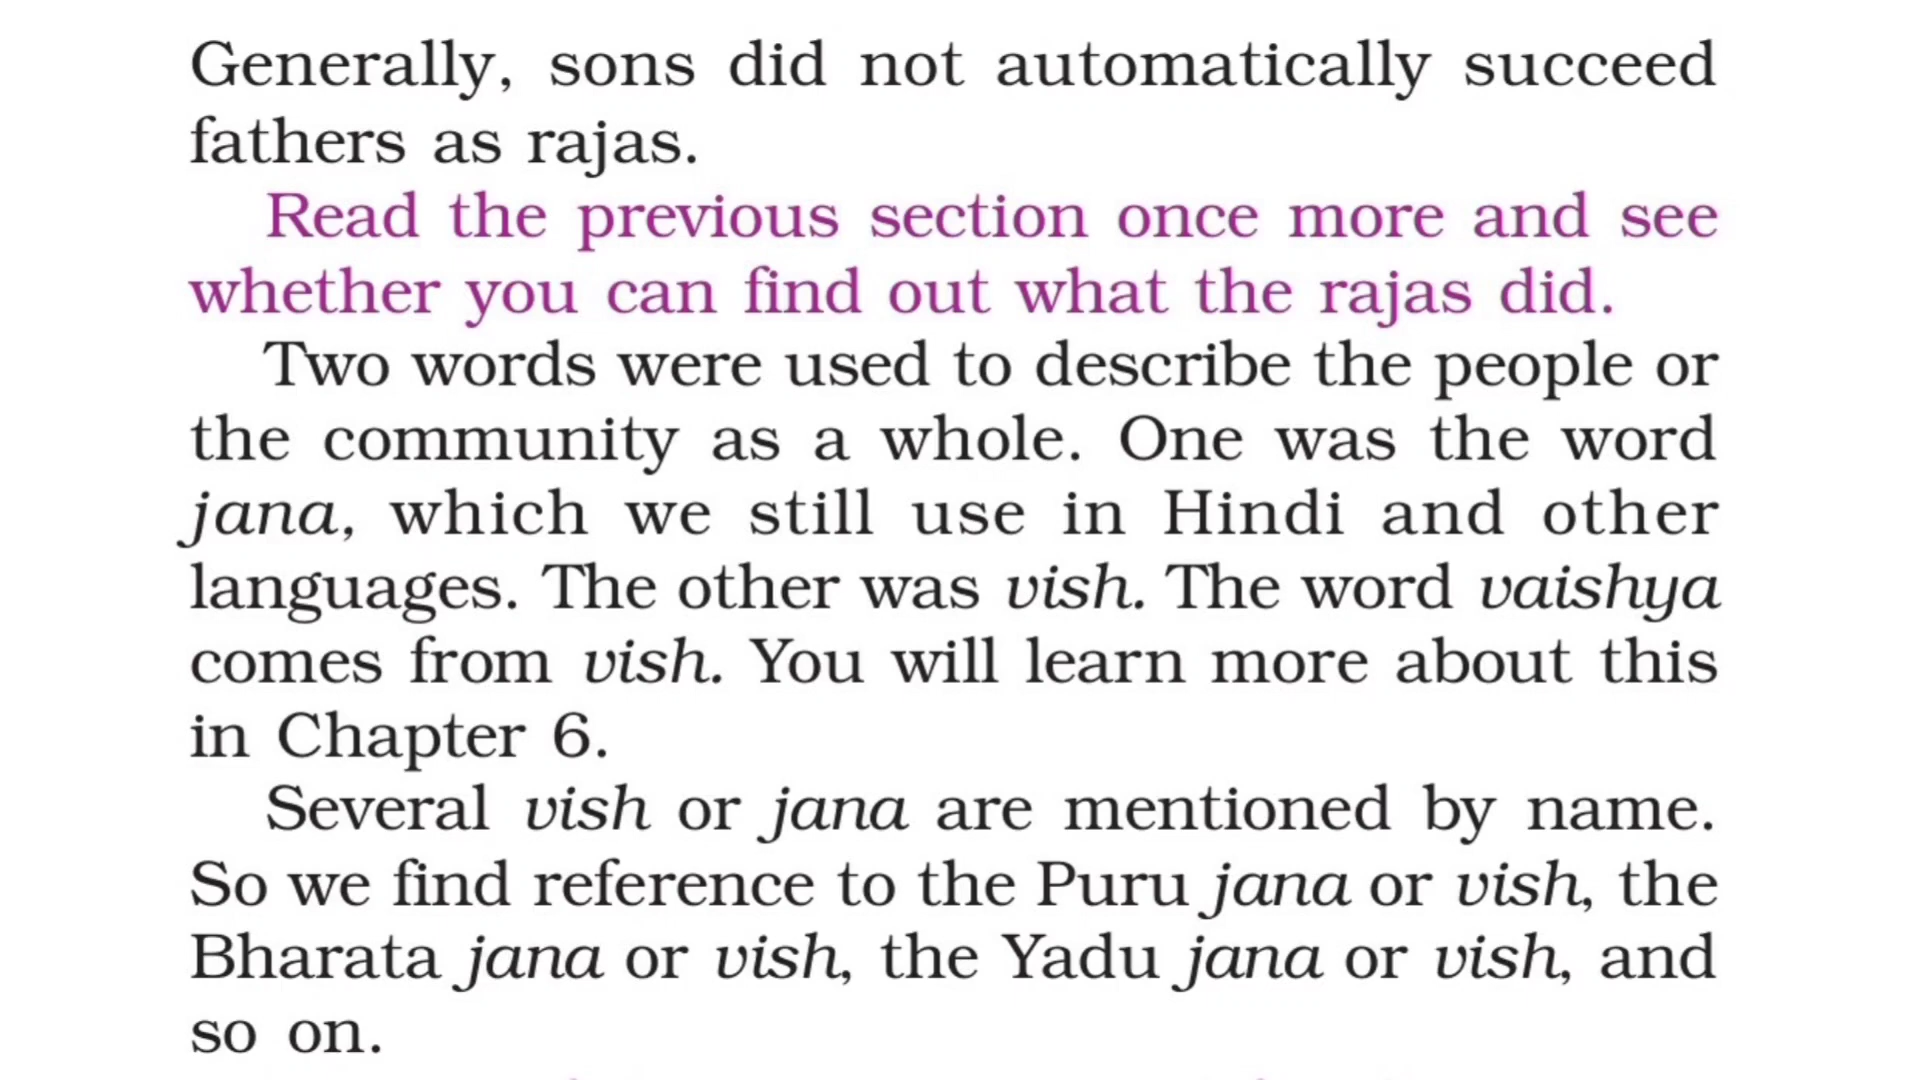 Generally, sons did not automatically succeed
fathers as rajas.
Read the previous section once more and see
whether you can find out what the rajas did.
Two words were used to describe the people or
the community as a whole. One was the word
jana, which we still use in Hindi and other
languages. The other was vish. The word vaishya
comes from vish. You will learn more about this
in Chapter 6.
Several vish or jana are mentioned by name.
So we find reference to the Puru jana or vish, the
Bharata jana or vish, the Yadu jana or vish, and
so on.